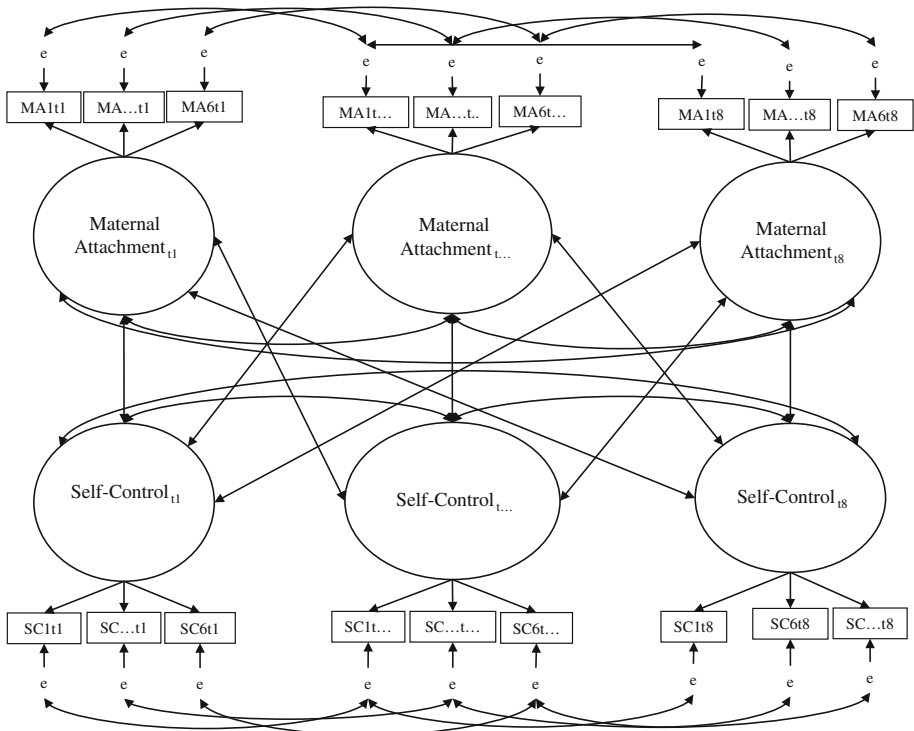 e e e e e e e e e
MA1t1 MA…t1 MA6t1 MA1t… MA…t.. MA6t… MA1t8 MA…t8 MA6t8
Maternal
Attachment t1
Maternal
Attachment t…
Maternal
Attachment t8
Self-Control t1
Self-Control t…
Self-Control t8
SC1t1 SC…t1 SC6t1 SC1t… SC…t… SC6t… SC1t8 SC6t8 SC…t8
e e e e e e e e e